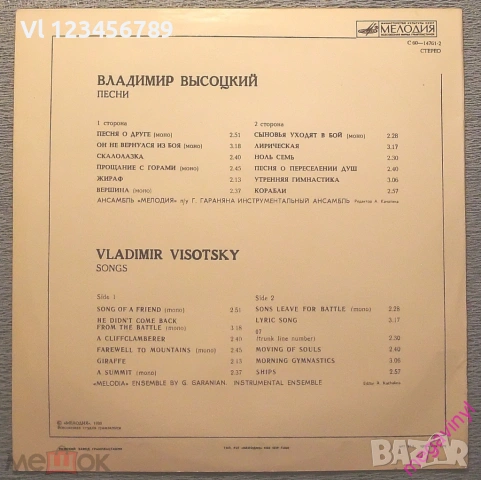 Vl 123456789
МЕЛОДИЯ
С 60—14761-2
СТЕРЕО
ВЛАДИМИР ВЫСОЦКИЙ
ПЕСНИ
1 сторона
ПЕСНЯ О ДРУГЕ (моно) 2.51
ОН НЕ ВЕРНУЛСЯ ИЗ БОЯ (моно) 3.18
СКАЛОЛАЗКА 2.40
ПРОЩАНИЕ С ГОРАМИ (моно) 2.45
ЖИРАФ 2.13
ВЕРШИНА (моно) 2.37
2 сторона
СЫНОВЬЯ УХОДЯТ В БОЙ (моно) 2.28
ЛИРИЧЕСКАЯ 3.17
НОЛЬ СЕМЬ 2.30
ПЕСНЯ О ПЕРЕСЕЛЕНИИ ДУШ 2.40
УТРЕННЯЯ ГИМНАСТИКА 3.06
КОРАБЛИ 2.57
АНСАМБЛЬ «МЕЛОДИЯ» п/у Г. ГАРАНЯНА ИНСТРУМЕНТАЛЬНЫЙ АНСАМБЛЬ
VLADIMIR VISOTSKY
SONGS
Side 1
SONG OF A FRIEND (mono) 2.51
HE DIDN'T COME BACK
FROM THE BATTLE (mono) 3.18
A CLIFFCLAMBERER 2.40
FAREWELL TO MOUNTAINS (mono) 2.45
GIRAFFE 2.13
A SUMMIT (mono) 2.37
Side 2
SONS LEAVE FOR BATTLE (mono) 2.28
LYRIC SONG 3.17
07
(trunk line number) 2.30
MOVING OF SOULS 2.40
MORNING GYMNASTICS 3.06
SHIPS 2.57
«MELODIA» ENSEMBLE BY G. GARANIAN. INSTRUMENTAL ENSEMBLE
Мешок
BAZAR